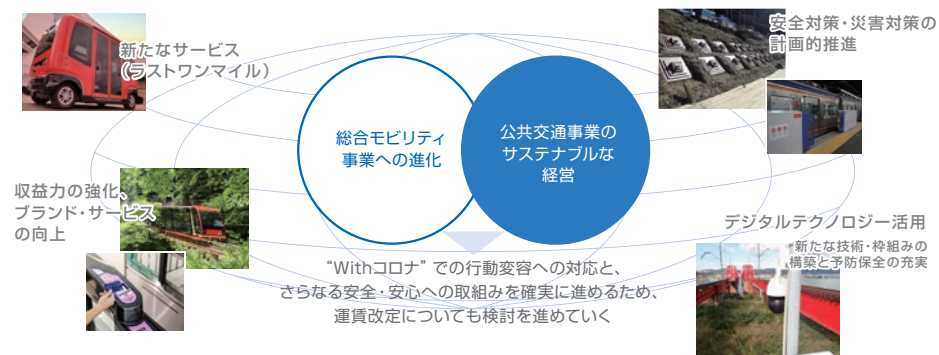 新たなサービス
（ラストワンマイル）
安全対策・災害対策の
計画的推進
総合モビリティ
事業への進化
公共交通事業の
サステナブルな
経営
収益力の強化、
ブランド・サービス
の向上
デジタルテクノロジー活用
新たな技術・枠組みの
構築と予防保全の充実
“Withコロナ” での行動変容への対応と、
さらなる安全・安心への取組みを確実に進めるため、
運賃改定についても検討を進めていく